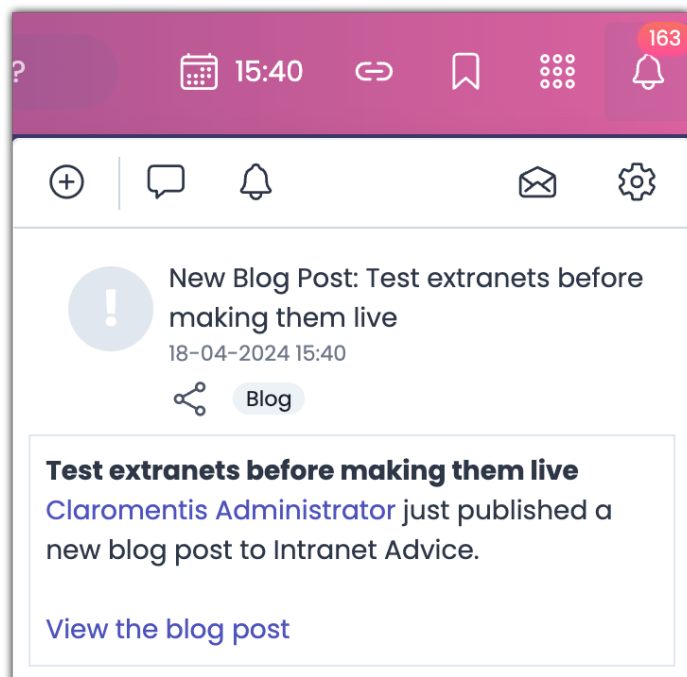 ?
15:40
163
New Blog Post: Test extranets before
making them live
18-04-2024 15:40
Blog
Test extranets before making them live
Claromentis Administrator just published a
new blog post to Intranet Advice.
View the blog post